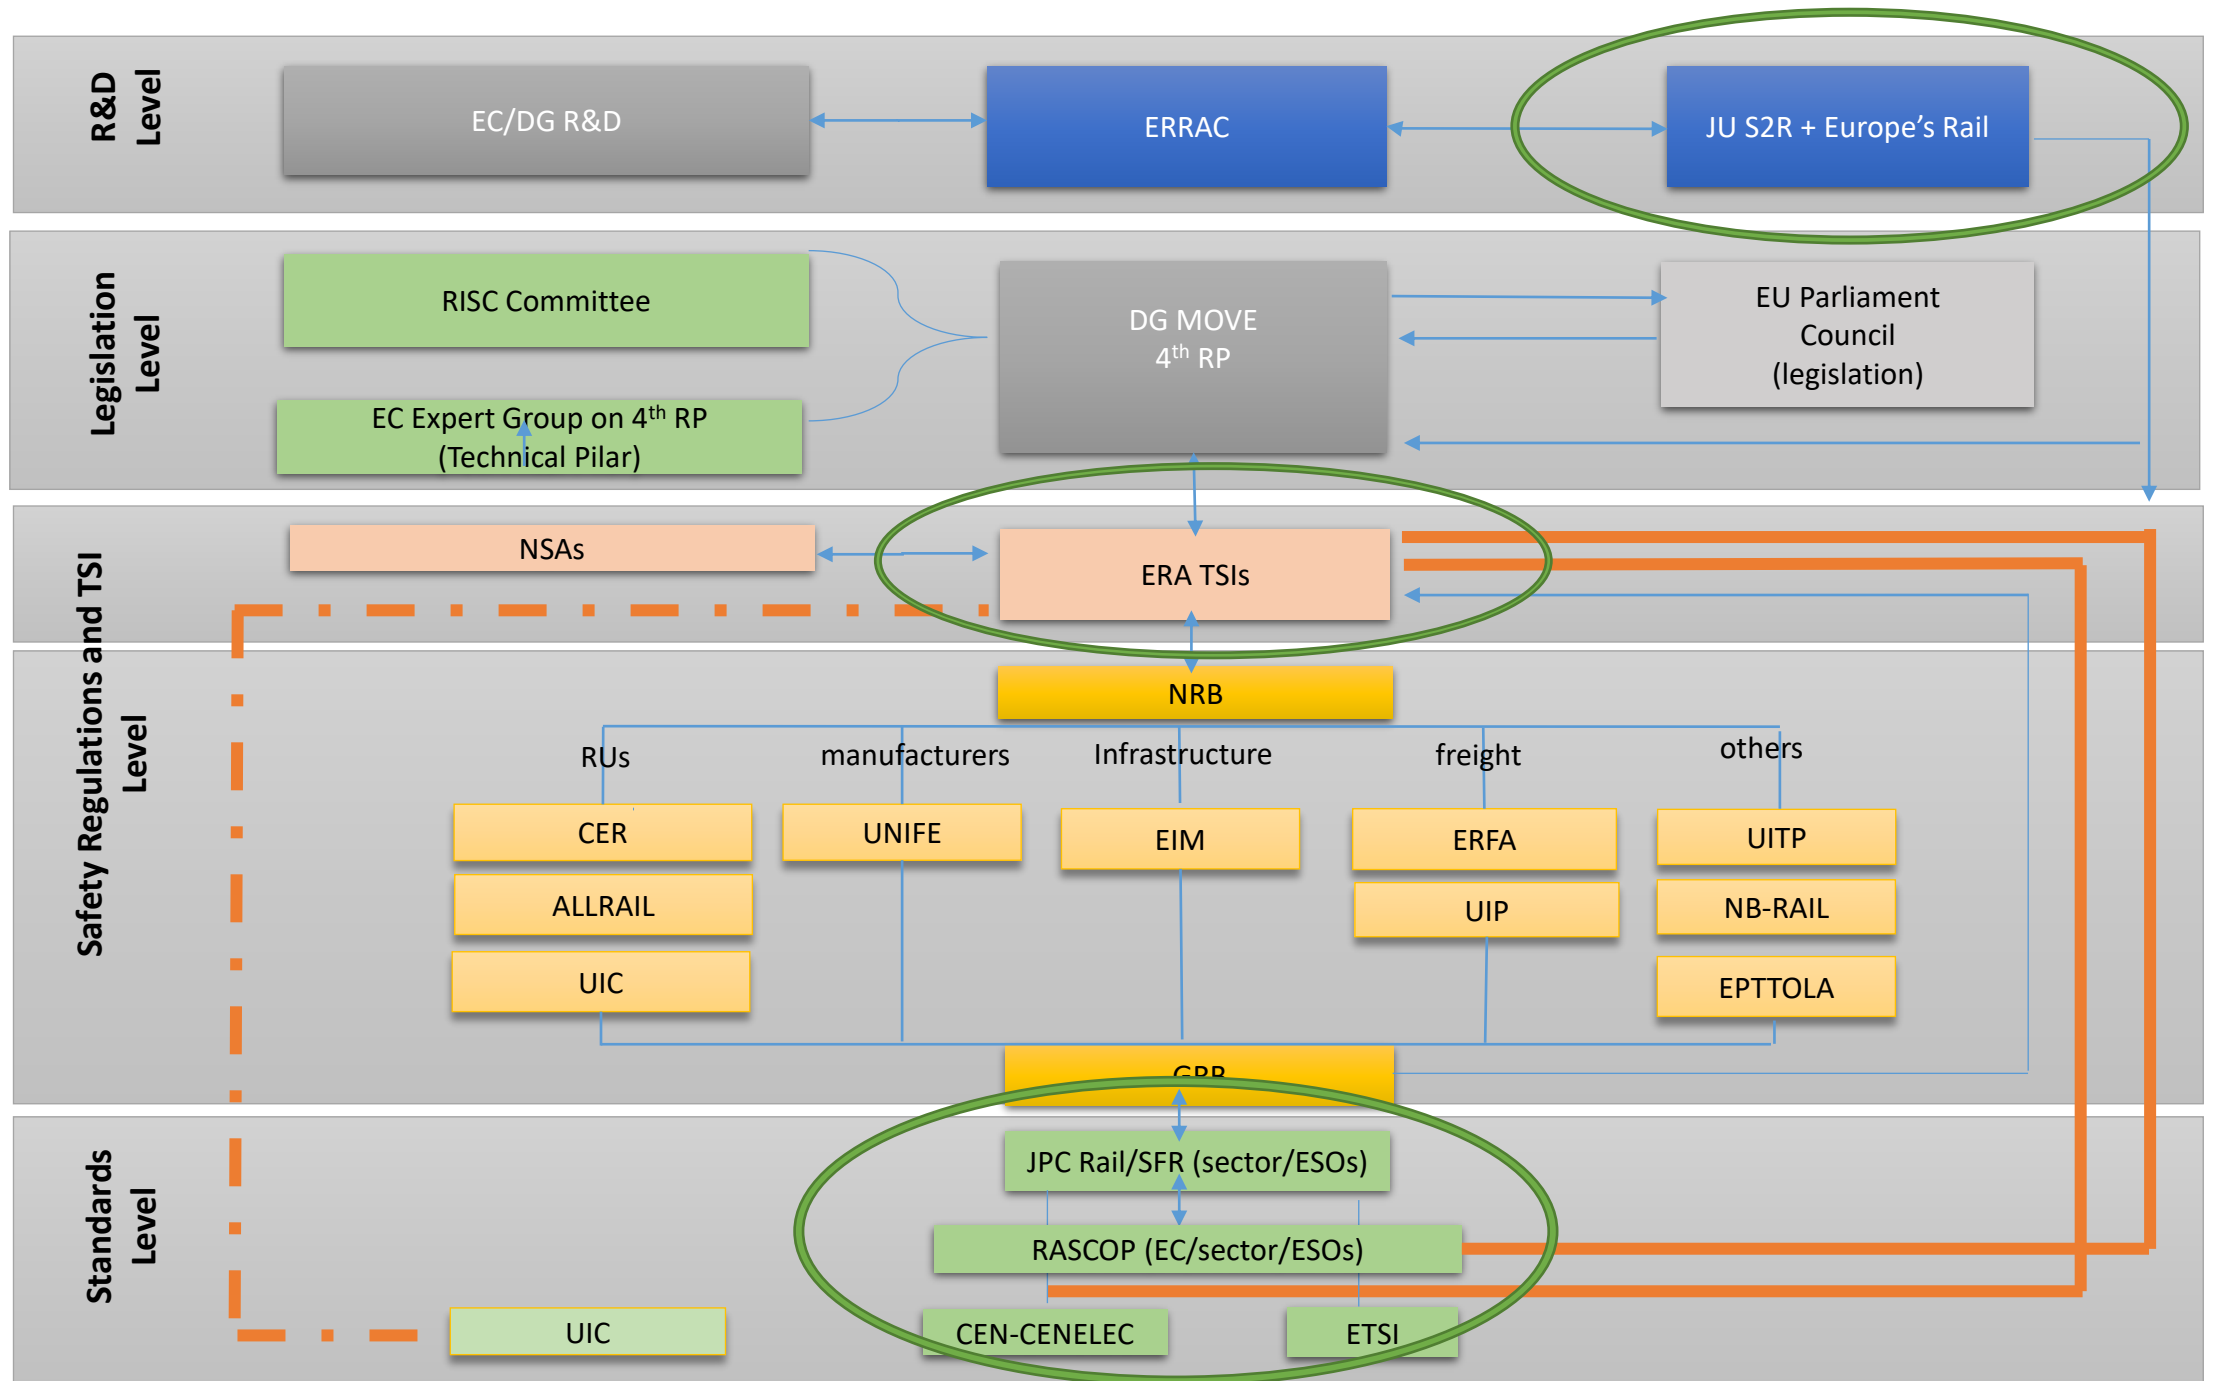 R&D
Level
EC/DG R&D
ERRAC
JU S2R + Europe's Rail
Legislation
Level
RISC Committee
EC Expert Group on 4th RP
(Technical Pilar)
DG MOVE
4th RP
EU Parliament
Council
(legislation)
Safety Regulations and TSI
Level
NSAs
ERA TSIs
NRB
RUs
manufacturers
Infrastructure
freight
others
CER
UNIFE
EIM
ERFA
UITP
ALLRAIL
UIP
NB-RAIL
UIC
EPTTOLA
GRB
Standards
Level
JPC Rail/SFR (sector/ESOs)
RASCOP (EC/sector/ESOs)
UIC
CEN-CENELEC
ETSI